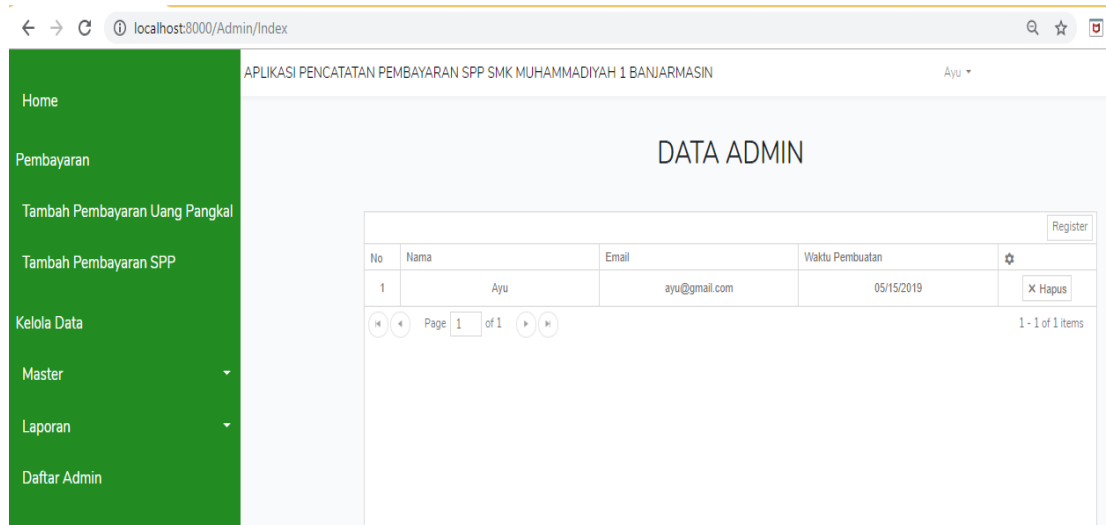 localhost:8000/Admin/Index
APLIKASI PENCATATAN PEMBAYARAN SPP SMK MUHAMMADIYAH 1 BANJARMASIN
Ayu
Home
Pembayaran
Tambah Pembayaran Uang Pangkal
Tambah Pembayaran SPP
Kelola Data
Master
Laporan
Daftar Admin
DATA ADMIN
Register
No Nama Email Waktu Pembuatan
1 Ayu ayu@gmail.com 05/15/2019 × Hapus
Page 1 of 1 1 - 1 of 1 items